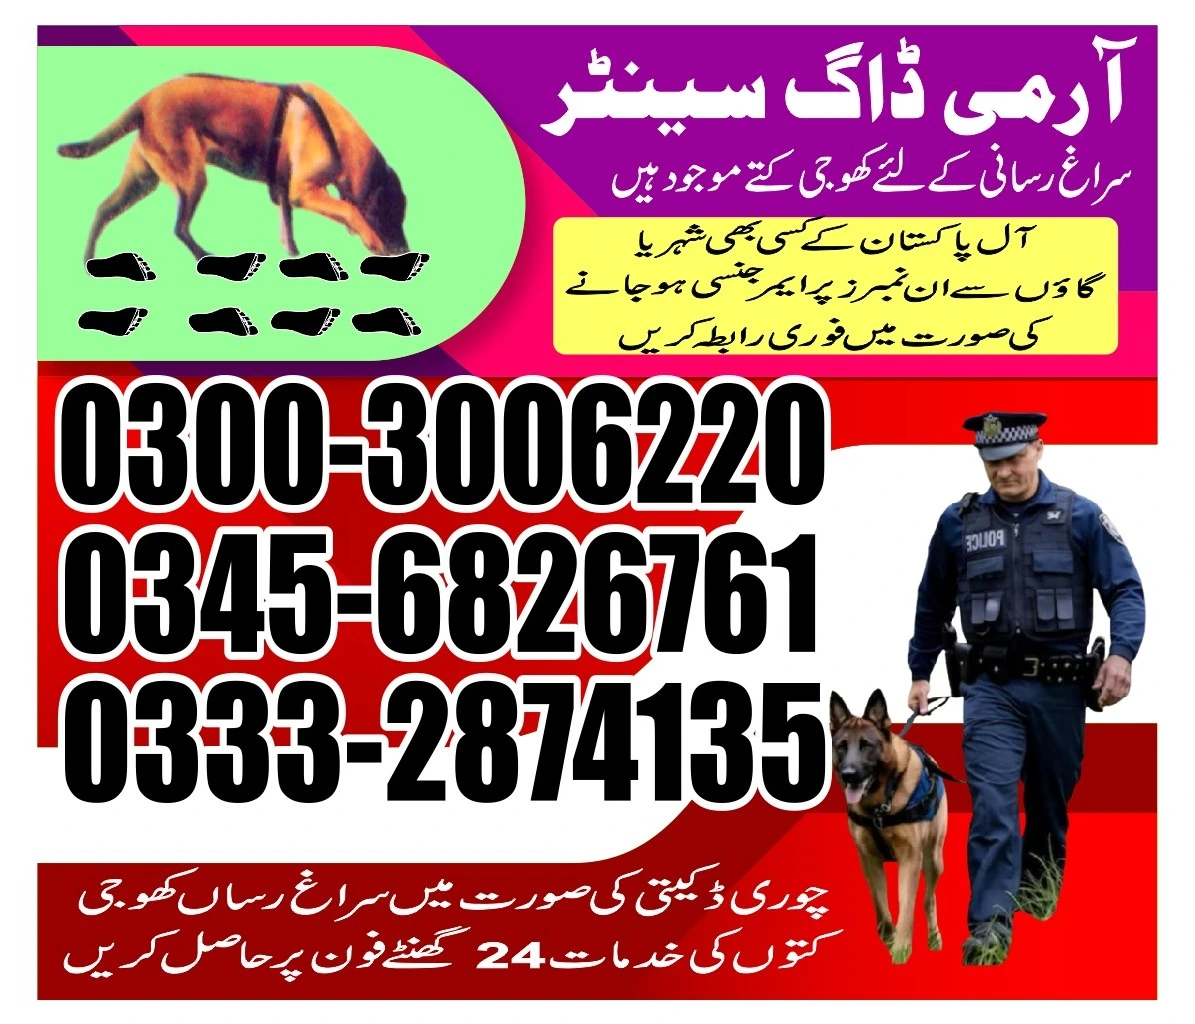 آرمی ڈاگ سینٹر
سراغ رسانی کے لئے کھوجی کتے موجود ہیں
آل پاکستان کے کسی بھی شہر یا
گاؤں سے ان نمبرز پر ایمرجنسی ہو جانے
کی صورت میں فوری رابطہ کریں
0300-3006220
0345-6826761
0333-2874135
POLICE
چوری ڈکیتی کی صورت میں سراغ رساں کھوجی
کتوں کی خدمات 24 گھنٹے فون پر حاصل کریں